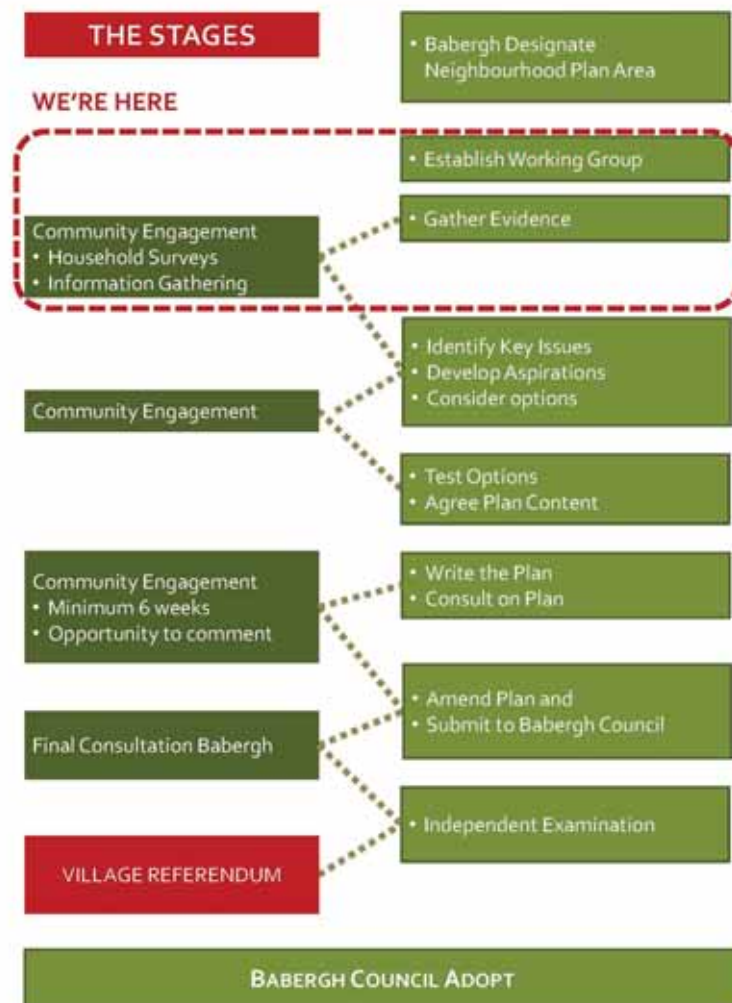 THE STAGES
• Babergh Designate
Neighbourhood Plan Area
WE'RE HERE
• Establish Working Group
Community Engagement
• Household Surveys
• Information Gathering
• Gather Evidence
• Identify Key Issues
• Develop Aspirations
• Consider options
Community Engagement
• Test Options
• Agree Plan Content
Community Engagement
• Minimum 6 weeks
• Opportunity to comment
• Write the Plan
• Consult on Plan
• Amend Plan and
• Submit to Babergh Council
Final Consultation Babergh
• Independent Examination
VILLAGE REFERENDUM
BABERGH COUNCIL ADOPT